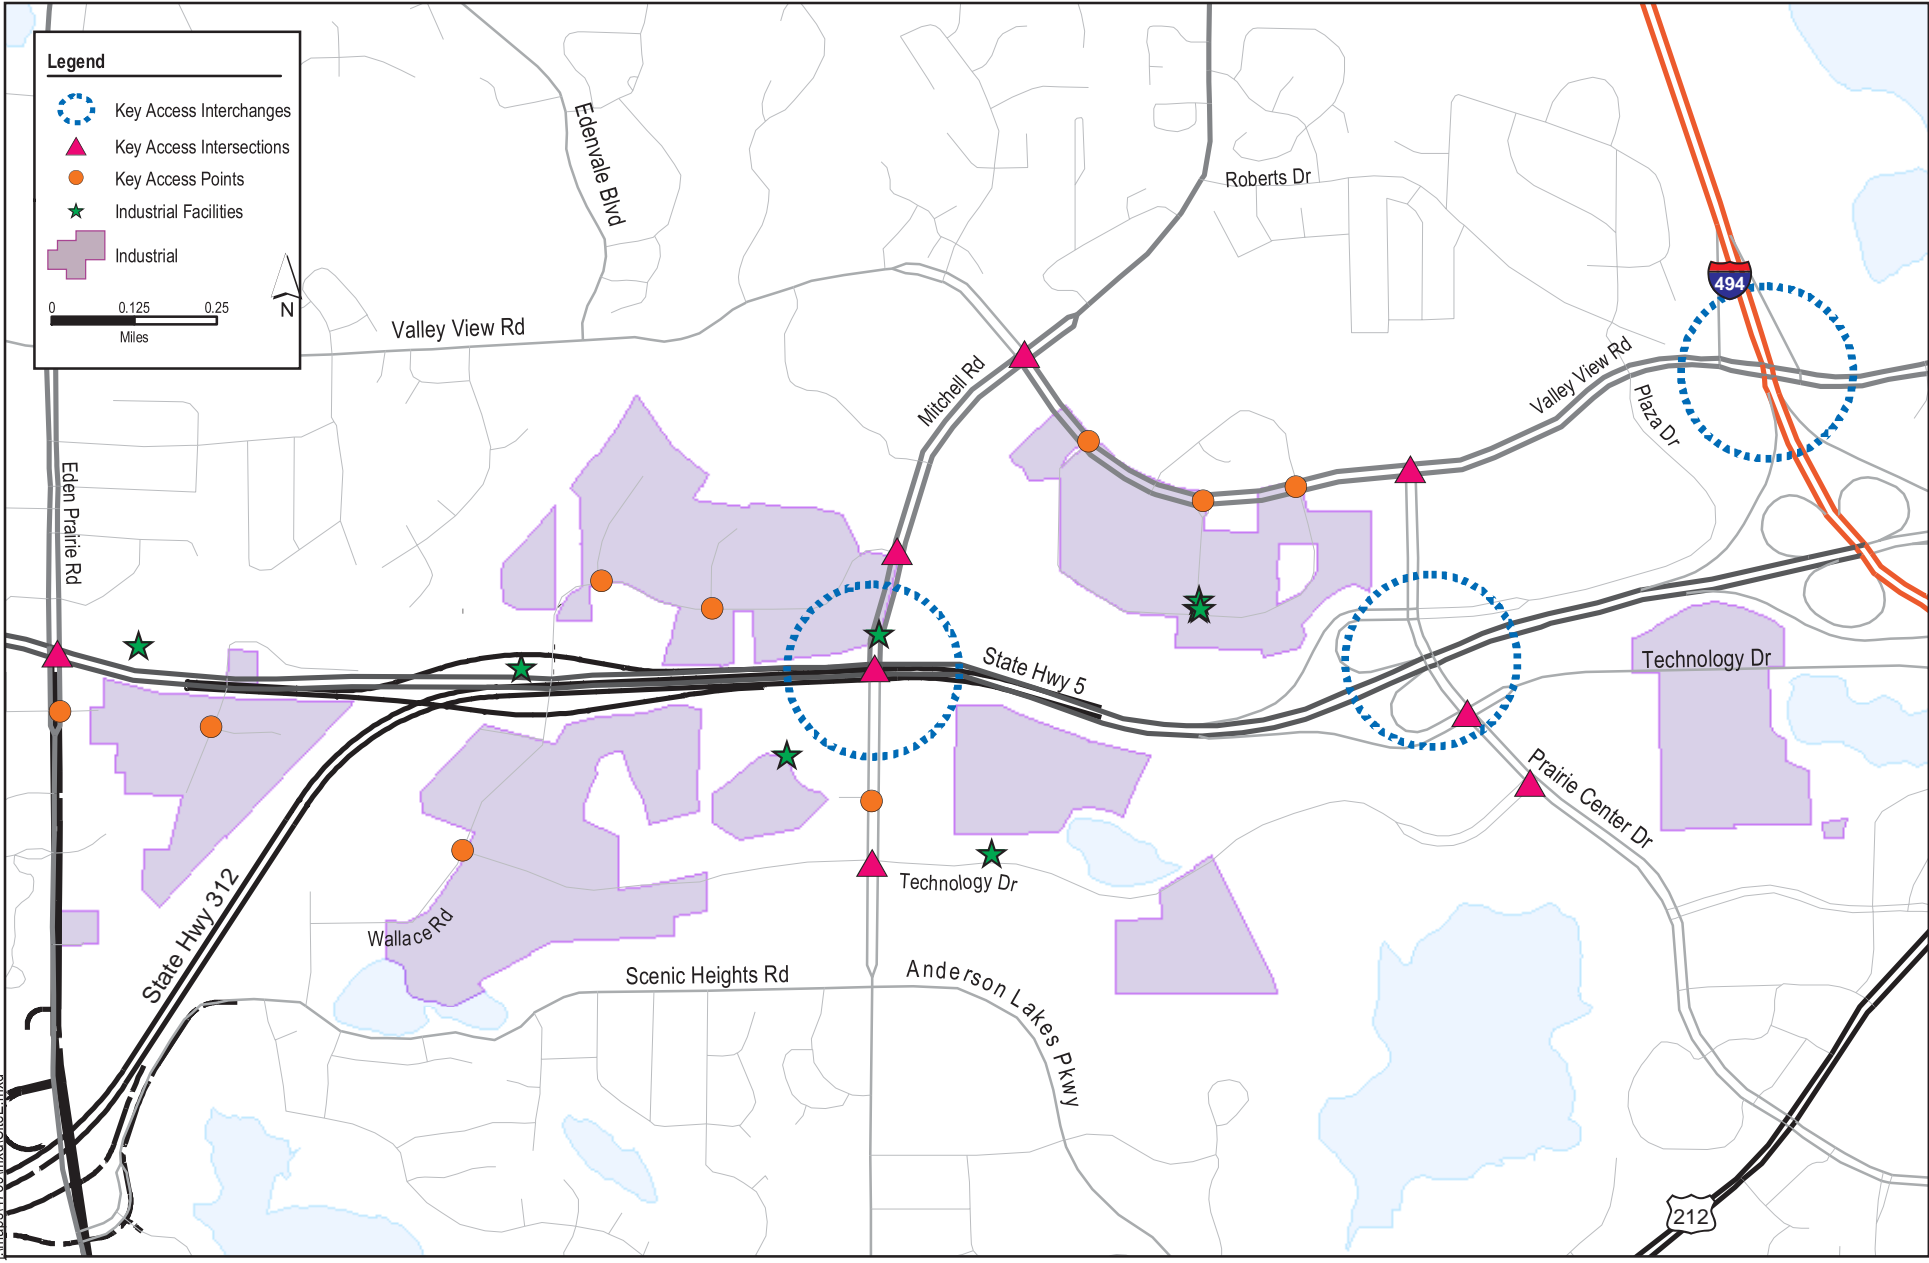 Legend
Key Access Interchanges
Key Access Intersections
Key Access Points
Industrial Facilities
Industrial
0 0.125 0.25
Miles
N
Edenvale Blvd
Roberts Dr
494
Valley View Rd
Mitchell Rd
Valley View Rd
Plaza Dr
Eden Prairie Rd
State Hwy 5
Technology Dr
Prairie Center Dr
State Hwy 312
Technology Dr
Wallace Rd
Scenic Heights Rd
Anderson Lakes Pkwy
212